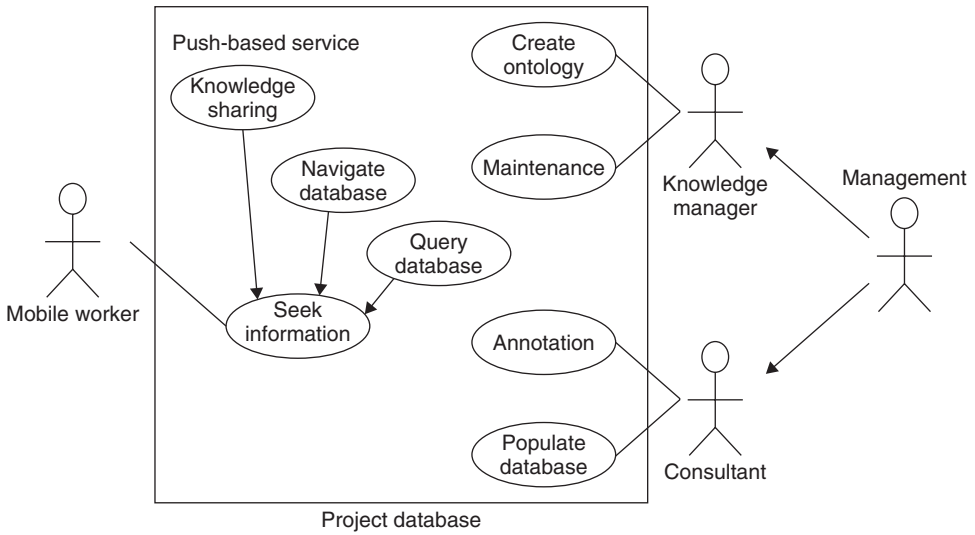 Push-based service
Knowledge
sharing
Navigate
database
Query
database
Seek
information
Create
ontology
Maintenance
Annotation
Populate
database
Mobile worker
Knowledge
manager
Management
Consultant
Project database